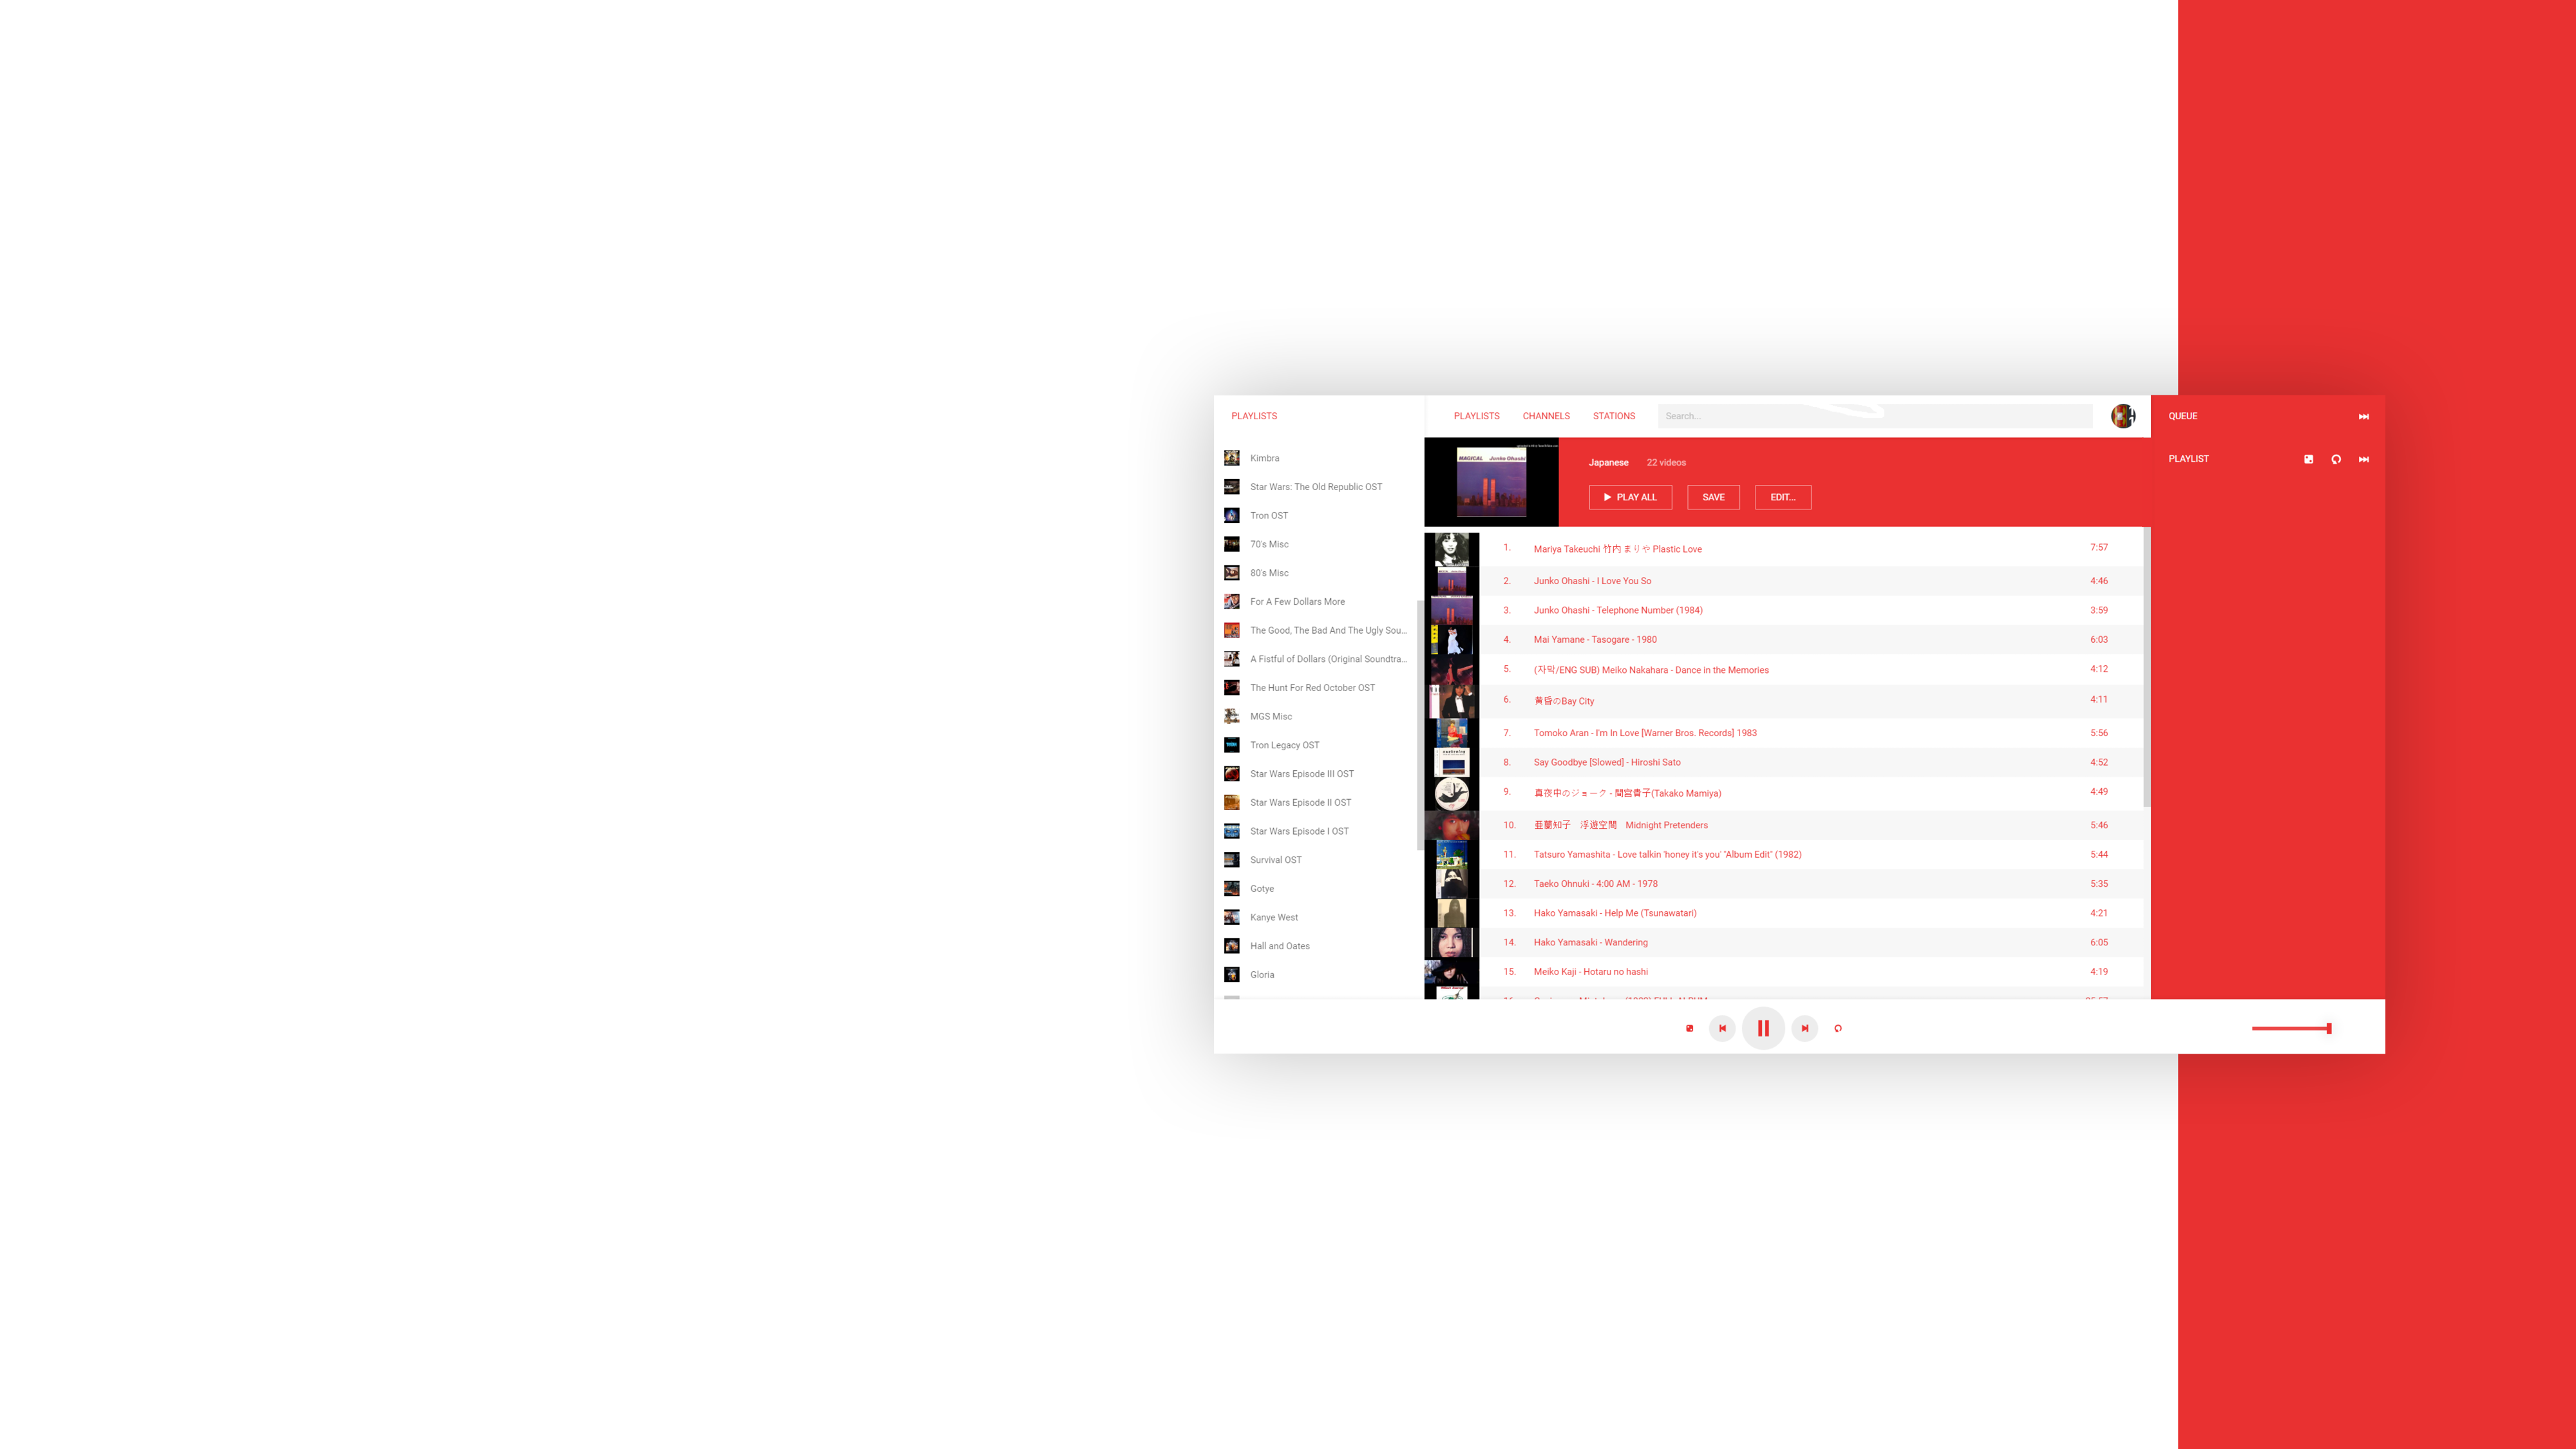 PLAYLISTS
Kimbra
Star Wars: The Old Republic OST
Tron OST
70's Misc
80's Misc
For A Few Dollars More
The Good, The Bad And The Ugly Sou...
A Fistful of Dollars (Original Soundtra...
The Hunt For Red October OST
MGS Misc
Tron Legacy OST
Star Wars Episode III OST
Star Wars Episode II OST
Star Wars Episode I OST
Survival OST
Gotye
Kanye West
Hall and Oates
Gloria
PLAYLISTS CHANNELS STATIONS Search...
MAGICAL Junko Ohashi
Japanese 22 videos
PLAY ALL SAVE EDIT...
1. Mariya Takeuchi 竹内 まりや Plastic Love 7:57
2. Junko Ohashi - I Love You So 4:46
3. Junko Ohashi - Telephone Number (1984) 3:59
4. Mai Yamane - Tasogare - 1980 6:03
5. (자막/ENG SUB) Meiko Nakahara - Dance in the Memories 4:12
6. 黄昏のBay City 4:11
7. Tomoko Aran - I'm In Love [Warner Bros. Records] 1983 5:56
8. Say Goodbye [Slowed] - Hiroshi Sato 4:52
9. 真夜中のジョーク - 間宮貴子(Takako Mamiya) 4:49
10. 亜蘭知子　浮遊空間　Midnight Pretenders 5:46
11. Tatsuro Yamashita - Love talkin 'honey it's you' "Album Edit" (1982) 5:44
12. Taeko Ohnuki - 4:00 AM - 1978 5:35
13. Hako Yamasaki - Help Me (Tsunawatari) 4:21
14. Hako Yamasaki - Wandering 6:05
15. Meiko Kaji - Hotaru no hashi 4:19
QUEUE
PLAYLIST